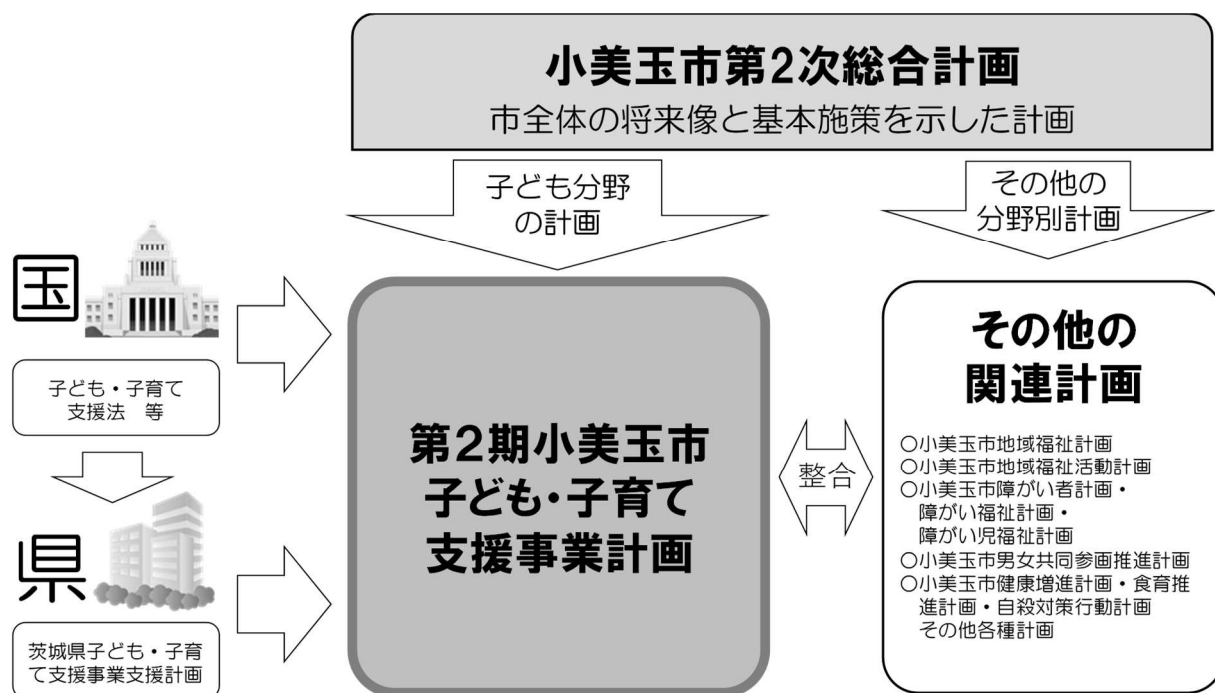 小美玉市第2次総合計画
市全体の将来像と基本施策を示した計画
子ども分野
の計画
その他の
分野別計画
国
子ども・子育て
支援法　等
県
茨城県子ども・子育
て支援事業支援計画
第2期小美玉市
子ども・子育て
支援事業計画
整合
その他の
関連計画
○小美玉市地域福祉計画
○小美玉市地域福祉活動計画
○小美玉市障がい者計画・
障がい福祉計画・
障がい児福祉計画
○小美玉市男女共同参画推進計画
○小美玉市健康増進計画・食育推
進計画・自殺対策行動計画
その他各種計画